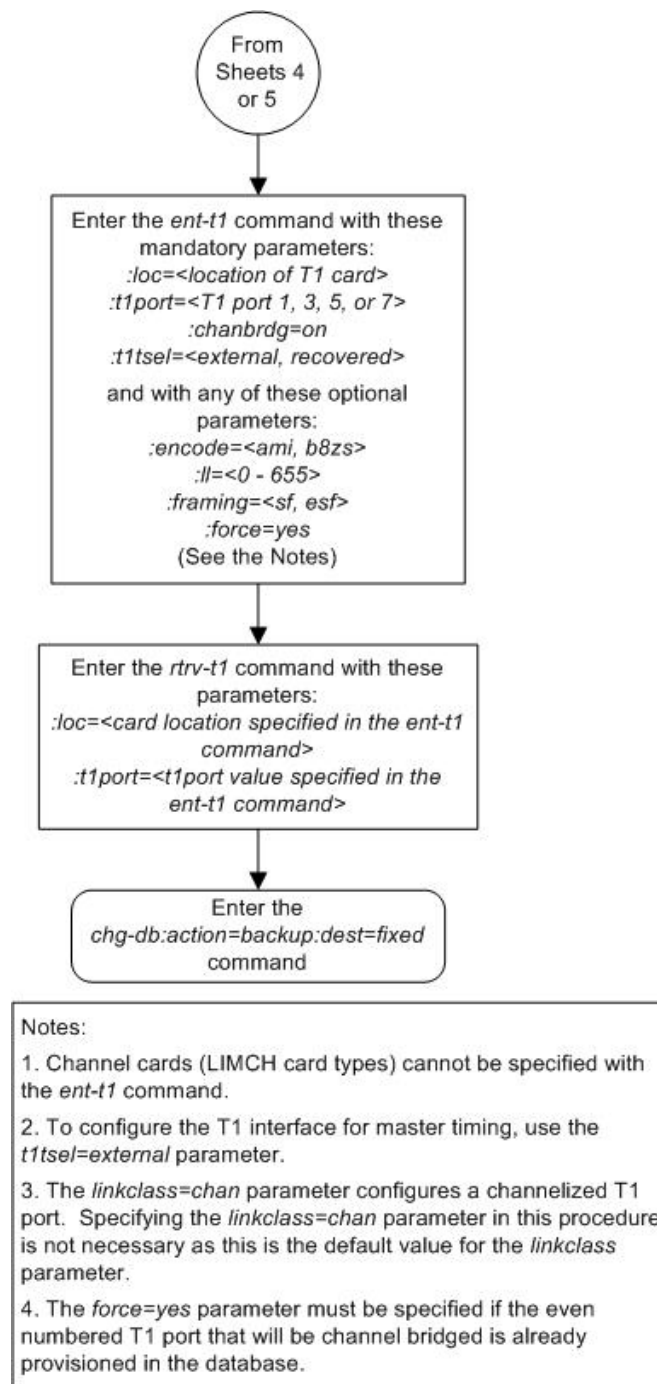 From
Sheets 4
or 5
Enter the ent-t1 command with these
mandatory parameters:
:loc=<location of T1 card>
:t1port=<T1 port 1, 3, 5, or 7>
:chanbrdg=on
:t1tsel=<external, recovered>
and with any of these optional
parameters:
:encode=<ami, b8zs>
:ll=<0 - 655>
:framing=<sf, esf>
:force=yes
(See the Notes)
Enter the rtrv-t1 command with these
parameters:
:loc=<card location specified in the ent-t1
command>
:t1port=<t1port value specified in the
ent-t1 command>
Enter the
chg-db:action=backup:dest=fixed
command
Notes:
1. Channel cards (LIMCH card types) cannot be specified with
the ent-t1 command.
2. To configure the T1 interface for master timing, use the
t1tsel=external parameter.
3. The linkclass=chan parameter configures a channelized T1
port.  Specifying the linkclass=chan parameter in this procedure
is not necessary as this is the default value for the linkclass
parameter.
4. The force=yes parameter must be specified if the even
numbered T1 port that will be channel bridged is already
provisioned in the database.